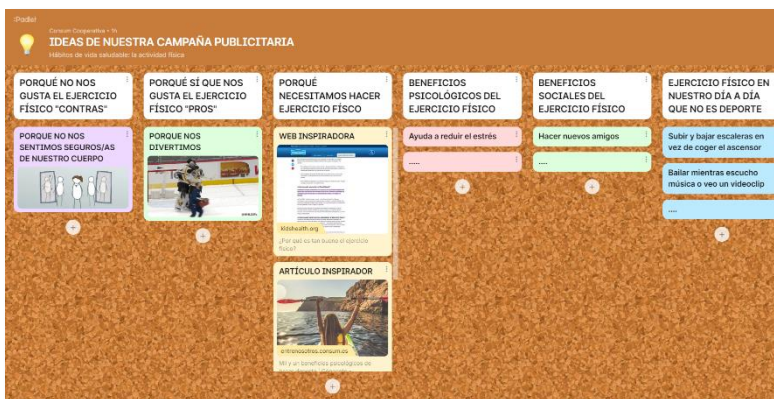 :Padlet
Consum Cooperativa • 1h
IDEAS DE NUESTRA CAMPAÑA PUBLICITARIA
Hábitos de vida saludable: la actividad física
PORQUÉ NO NOS
GUSTA EL EJERCICIO
FÍSICO "CONTRAS"
PORQUE NO NOS
SENTIMOS SEGUROS/AS
DE NUESTRO CUERPO
PORQUÉ SÍ QUE NOS
GUSTA EL EJERCICIO
FÍSICO "PROS"
PORQUE NOS
DIVERTIMOS
PORQUÉ
NECESITAMOS HACER
EJERCICIO FÍSCO
WEB INSPIRADORA
kidshealth.org
¿Por qué es tan bueno el ejercicio
físico?
ARTÍCULO INSPIRADOR
entrenosotros.consum.es
Mil y un beneficios psicológicos de
BENEFICIOS
PSICOLÓGICOS DEL
EJERCICIO FÍSICO
Ayuda a reducir el estrés
.....
BENEFICIOS
SOCIALES DEL
EJERCICIO FÍSICO
Hacer nuevos amigos
....
EJERCICIO FÍSICO EN
NUESTRO DÍA A DÍA
QUE NO ES DEPORTE
Subir y bajar escaleras en
vez de coger el ascensor
Bailar mientras escucho
música o veo un videoclip
....